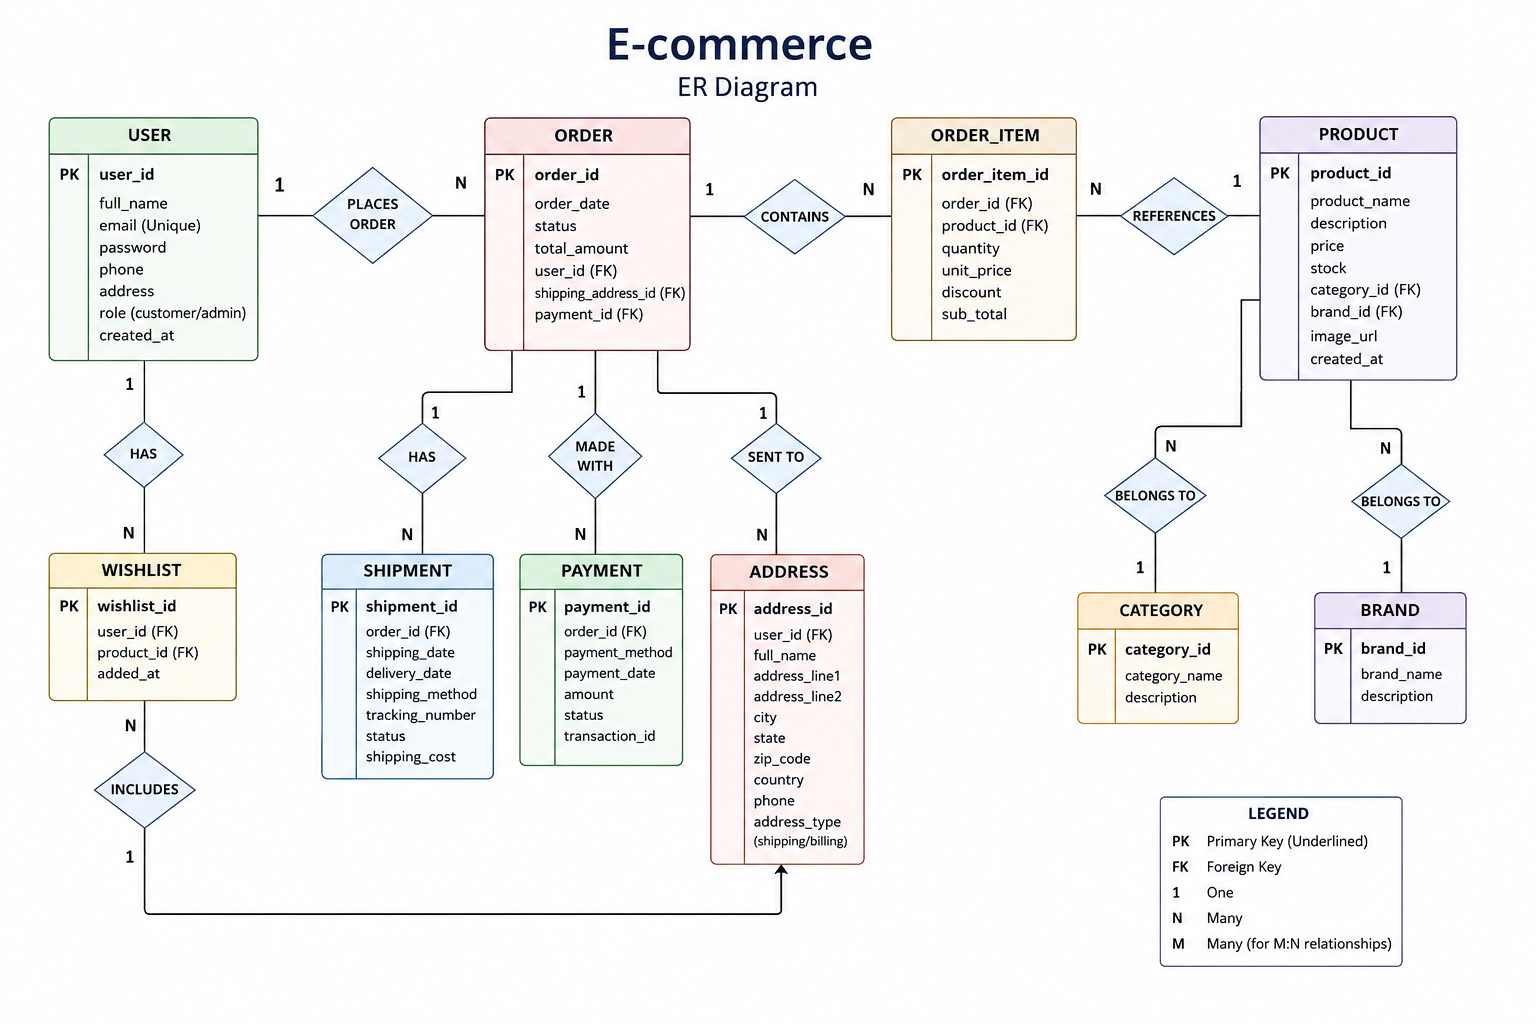 E-commerce
ER Diagram
USER
PK user_id
full_name
email (Unique)
password
phone
address
role (customer/admin)
created_at
1
PLACES
ORDER
N
ORDER
PK order_id
order_date
status
total_amount
user_id (FK)
shipping_address_id (FK)
payment_id (FK)
1
CONTAINS
N
ORDER_ITEM
PK order_item_id
order_id (FK)
product_id (FK)
quantity
unit_price
discount
sub_total
N
REFERENCES
1
PRODUCT
PK product_id
product_name
description
price
stock
category_id (FK)
brand_id (FK)
image_url
created_at
1
HAS
N
1
HAS
N
1
MADE
WITH
N
1
SENT TO
N
N
BELONGS TO
1
N
BELONGS TO
1
WISHLIST
PK wishlist_id
user_id (FK)
product_id (FK)
added_at
N
INCLUDES
1
SHIPMENT
PK shipment_id
order_id (FK)
shipping_date
delivery_date
shipping_method
tracking_number
status
shipping_cost
PAYMENT
PK payment_id
order_id (FK)
payment_method
payment_date
amount
status
transaction_id
ADDRESS
PK address_id
user_id (FK)
full_name
address_line1
address_line2
city
state
zip_code
country
phone
address_type
(shipping/billing)
CATEGORY
PK category_id
category_name
description
BRAND
PK brand_id
brand_name
description
LEGEND
PK Primary Key (Underlined)
FK Foreign Key
1 One
N Many
M Many (for M:N relationships)